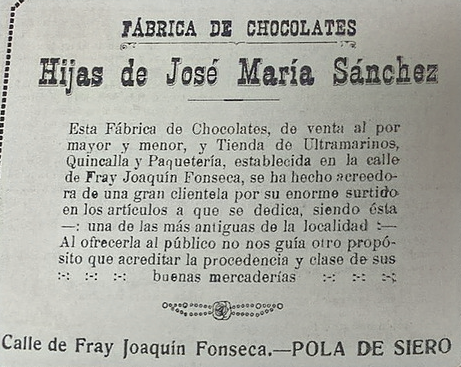 FÁBRICA DE CHOCOLATES
Hijas de José María Sánchez
Esta Fábrica de Chocolates, de venta al por
mayor y menor, y Tienda de Ultramarinos,
Quincalla y Paquetería, establecida en la calle
de Fray Joaquín Fonseca, se ha hecho acreedo-
ra de una gran clientela por su enorme surtido
en los artículos a que se dedica, siendo ésta
—: una de las más antiguas de la localidad :—
Al ofrecerla al público no nos guía otro propó-
sito que acreditar la procedencia y clase de sus
:-: :-: :-: buenas mercaderías :-: :-: :-:
Calle de Fray Joaquín Fonseca.—POLA DE SIERO